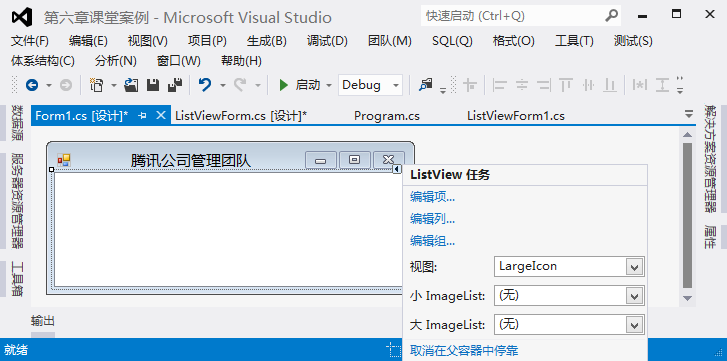 第六章课堂案例 - Microsoft Visual Studio
快速启动 (Ctrl+Q)
文件(F) 编辑(E) 视图(V) 项目(P) 生成(B) 调试(D) 团队(M) SQL(Q) 格式(O) 工具(T) 测试(S)
体系结构(C) 分析(N) 窗口(W) 帮助(H)
启动 Debug
Form1.cs [设计]* ListViewForm.cs [设计]* Program.cs ListViewForm1.cs
数据源
服务器资源管理器
工具箱
腾讯公司管理团队
ListView 任务
编辑项...
编辑列...
编辑组...
视图: LargeIcon
小 ImageList: (无)
大 ImageList: (无)
取消在父容器中停靠
解决方案资源管理器
属性
输出
就绪